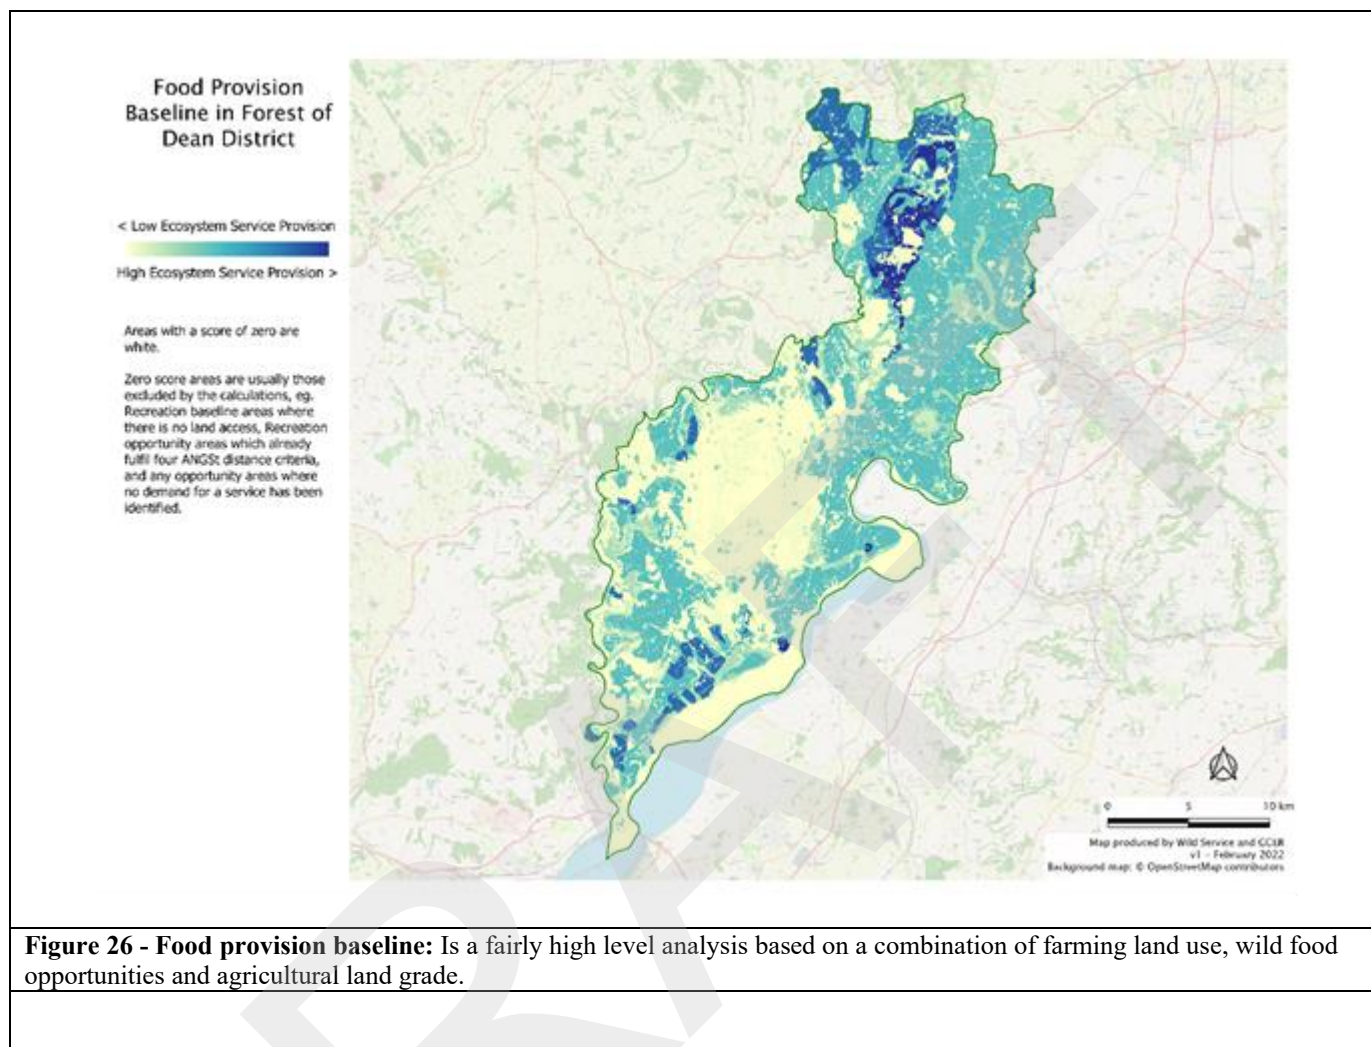 Food Provision
Baseline in Forest of
Dean District
< Low Ecosystem Service Provision
High Ecosystem Service Provision >
Areas with a score of zero are
white.
Zero score areas are usually those
excluded by the calculations, eg.
Recreation baseline areas where
there is no land access, Recreation
opportunity areas which already
fulfil four ANGSt distance criteria,
and any opportunity areas where
no demand for a service has been
identified.
0 5 10 km
Map produced by Wild Service and GCER
v1 - February 2022
Background map: © OpenStreetMap contributors
Figure 26 - Food provision baseline: Is a fairly high level analysis based on a combination of farming land use, wild food
opportunities and agricultural land grade.